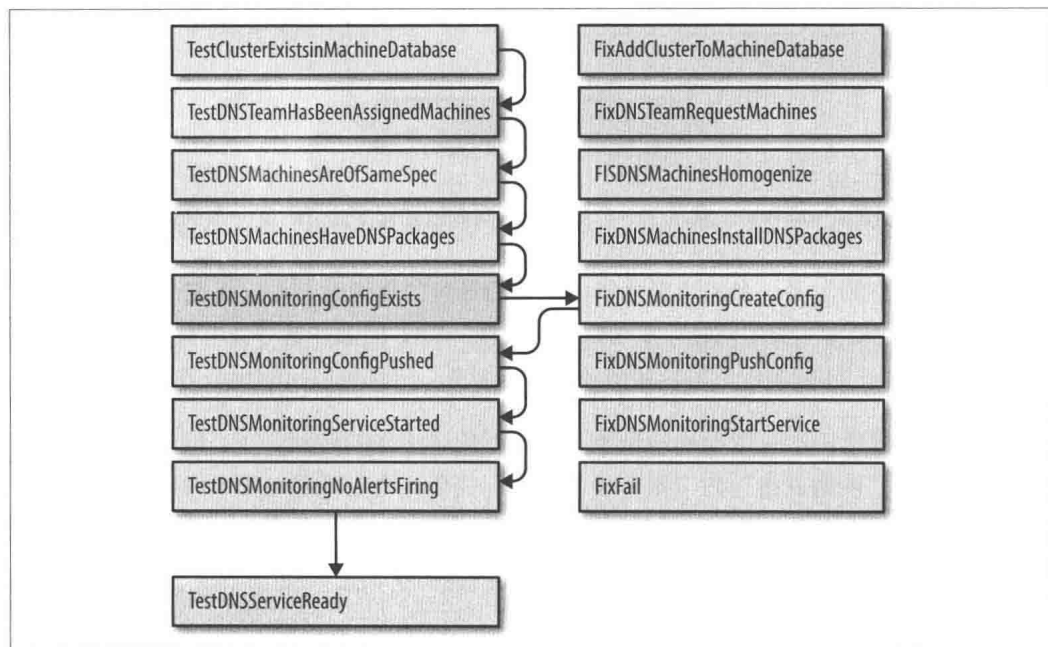 TestClusterExistsinMachineDatabase
FixAddClusterToMachineDatabase
TestDNSTeamHasBeenAssignedMachines
FixDNSTeamRequestMachines
TestDNSMachinesAreOfSameSpec
FISDNSMachinesHomogenize
TestDNSMachinesHaveDNSPackages
FixDNSMachinesInstallDNSPackages
TestDNSMonitoringConfigExists
FixDNSMonitoringCreateConfig
TestDNSMonitoringConfigPushed
FixDNSMonitoringPushConfig
TestDNSMonitoringServiceStarted
FixDNSMonitoringStartService
TestDNSMonitoringNoAlertsFiring
FixFail
TestDNSServiceReady